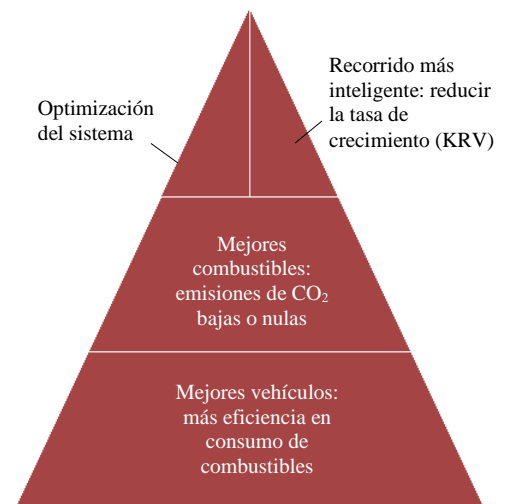 Optimización
del sistema
Recorrido más
inteligente: reducir
la tasa de
crecimiento (KRV)
Mejores
combustibles:
emisiones de CO₂
bajas o nulas
Mejores vehículos:
más eficiencia en
consumo de
combustibles